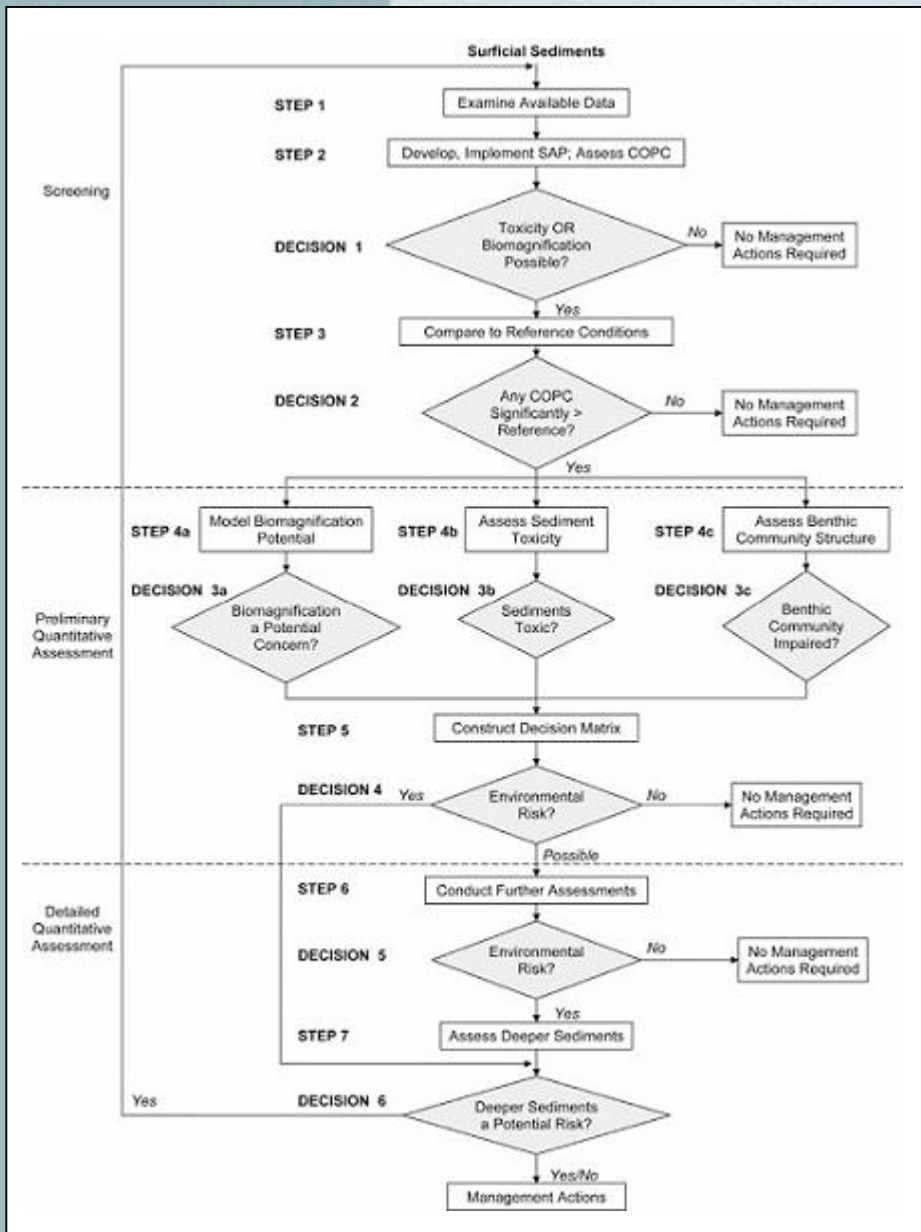 Surficial Sediments
STEP 1
Examine Available Data
STEP 2
Develop, Implement SAP; Assess COPC
Screening
DECISION 1
Toxicity OR
Biomagnification
Possible?
No
No Management
Actions Required
Yes
STEP 3
Compare to Reference Conditions
DECISION 2
Any COPC
Significantly >
Reference?
No
No Management
Actions Required
Yes
STEP 4a
Model Biomagnification
Potential
STEP 4b
Assess Sediment
Toxicity
STEP 4c
Assess Benthic
Community Structure
Preliminary
Quantitative
Assessment
DECISION 3a
Biomagnification
a Potential
Concern?
DECISION 3b
Sediments
Toxic?
DECISION 3c
Benthic
Community
Impaired?
STEP 5
Construct Decision Matrix
DECISION 4
Yes
Environmental
Risk?
No
No Management
Actions Required
Possible
Detailed
Quantitative
Assessment
STEP 6
Conduct Further Assessments
DECISION 5
Environmental
Risk?
No
No Management
Actions Required
Yes
STEP 7
Assess Deeper Sediments
Yes
DECISION 6
Deeper Sediments
a Potential Risk?
Yes/No
Management Actions